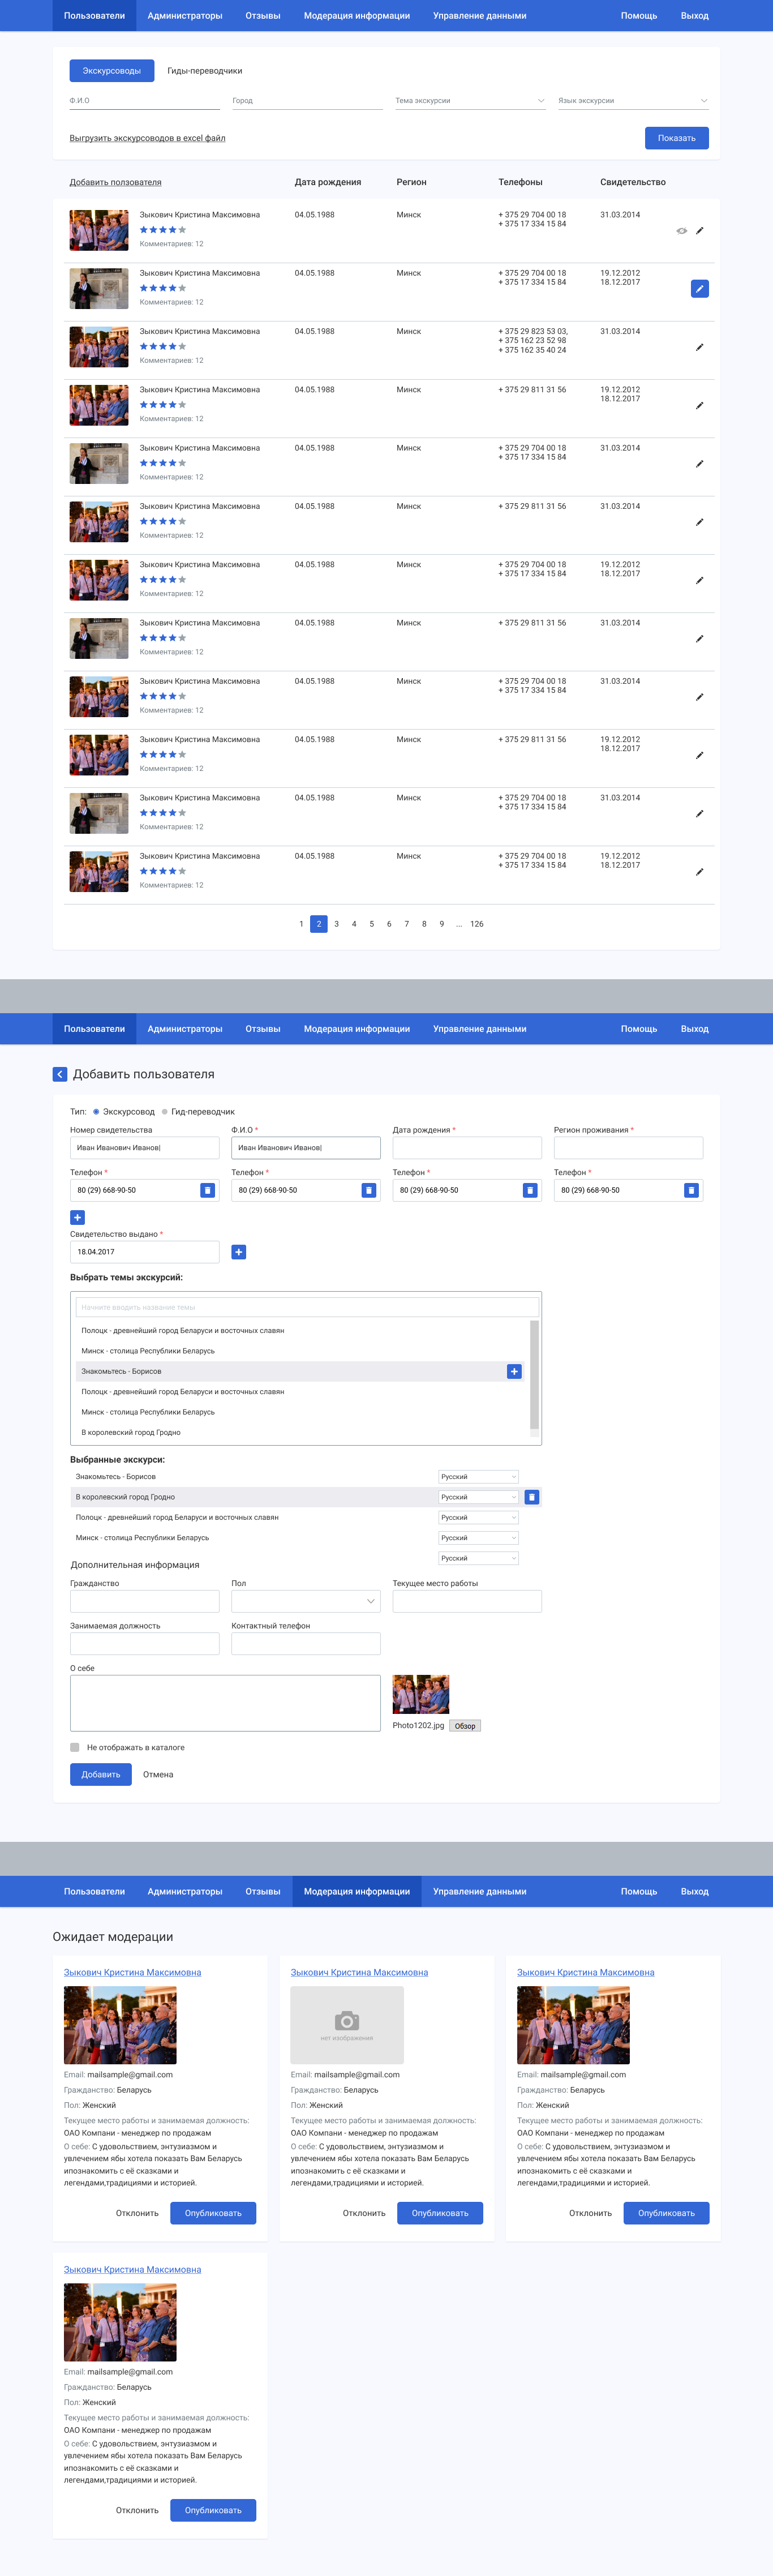 Пользователи Администраторы Отзывы Модерация информации Управление данными Помощь Выход
Экскурсоводы Гиды-переводчики
Ф.И.О Город Тема экскурсии Язык экскурсии
Выгрузить экскурсоводов в excel файл Показать
Добавить ползователя Дата рождения Регион Телефоны Свидетельство
Зыкович Кристина Максимовна 04.05.1988 Минск + 375 29 704 00 18 31.03.2014
+ 375 17 334 15 84
Комментариев: 12
Зыкович Кристина Максимовна 04.05.1988 Минск + 375 29 704 00 18 19.12.2012
+ 375 17 334 15 84 18.12.2017
Комментариев: 12
Зыкович Кристина Максимовна 04.05.1988 Минск + 375 29 823 53 03, 31.03.2014
+ 375 162 23 52 98
+ 375 162 35 40 24
Комментариев: 12
Зыкович Кристина Максимовна 04.05.1988 Минск + 375 29 811 31 56 19.12.2012
18.12.2017
Комментариев: 12
Зыкович Кристина Максимовна 04.05.1988 Минск + 375 29 704 00 18 31.03.2014
+ 375 17 334 15 84
Комментариев: 12
Зыкович Кристина Максимовна 04.05.1988 Минск + 375 29 811 31 56 31.03.2014
Комментариев: 12
Зыкович Кристина Максимовна 04.05.1988 Минск + 375 29 704 00 18 19.12.2012
+ 375 17 334 15 84 18.12.2017
Комментариев: 12
Зыкович Кристина Максимовна 04.05.1988 Минск + 375 29 811 31 56 31.03.2014
Комментариев: 12
Зыкович Кристина Максимовна 04.05.1988 Минск + 375 29 704 00 18 31.03.2014
+ 375 17 334 15 84
Комментариев: 12
Зыкович Кристина Максимовна 04.05.1988 Минск + 375 29 811 31 56 19.12.2012
18.12.2017
Комментариев: 12
Зыкович Кристина Максимовна 04.05.1988 Минск + 375 29 704 00 18 31.03.2014
+ 375 17 334 15 84
Комментариев: 12
Зыкович Кристина Максимовна 04.05.1988 Минск + 375 29 704 00 18 19.12.2012
+ 375 17 334 15 84 18.12.2017
Комментариев: 12
1 2 3 4 5 6 7 8 9 ... 126
Пользователи Администраторы Отзывы Модерация информации Управление данными Помощь Выход
Добавить пользователя
Тип: Экскурсовод Гид-переводчик
Номер свидетельства Ф.И.О * Дата рождения * Регион проживания *
Иван Иванович Иванов| Иван Иванович Иванов|
Телефон * Телефон * Телефон * Телефон *
80 (29) 668-90-50 80 (29) 668-90-50 80 (29) 668-90-50 80 (29) 668-90-50
Свидетельство выдано *
18.04.2017
Выбрать темы экскурсий:
Начнете вводить название темы
Полоцк - древнейший город Беларуси и восточных славян
Минск - столица Республики Беларусь
Знакомьтесь - Борисов
Полоцк - древнейший город Беларуси и восточных славян
Минск - столица Республики Беларусь
В королевский город Гродно
Выбранные экскурси:
Знакомьтесь - Борисов Русский
В королевский город Гродно Русский
Полоцк - древнейший город Беларуси и восточных славян Русский
Минск - столица Республики Беларусь Русский
Русский
Дополнительная информация
Гражданство Пол Текущее место работы
Занимаемая должность Контактный телефон
О себе
Photo1202.jpg Обзор
Не отображать в каталоге
Добавить Отмена
Пользователи Администраторы Отзывы Модерация информации Управление данными Помощь Выход
Ожидает модерации
Зыкович Кристина Максимовна
Email: mailsample@gmail.com
Гражданство: Беларусь
Пол: Женский
Текущее место работы и занимаемая должность:
ОАО Компани - менеджер по продажам
О себе: С удовольствием, энтузиазмом и
увлечением ябы хотела показать Вам Беларусь
ипознакомить с её сказками и
легендами,традициями и историей.
Отклонить Опубликовать
Зыкович Кристина Максимовна
нет изображения
Email: mailsample@gmail.com
Гражданство: Беларусь
Пол: Женский
Текущее место работы и занимаемая должность:
ОАО Компани - менеджер по продажам
О себе: С удовольствием, энтузиазмом и
увлечением ябы хотела показать Вам Беларусь
ипознакомить с её сказками и
легендами,традициями и историей.
Отклонить Опубликовать
Зыкович Кристина Максимовна
Email: mailsample@gmail.com
Гражданство: Беларусь
Пол: Женский
Текущее место работы и занимаемая должность:
ОАО Компани - менеджер по продажам
О себе: С удовольствием, энтузиазмом и
увлечением ябы хотела показать Вам Беларусь
ипознакомить с её сказками и
легендами,традициями и историей.
Отклонить Опубликовать
Зыкович Кристина Максимовна
Email: mailsample@gmail.com
Гражданство: Беларусь
Пол: Женский
Текущее место работы и занимаемая должность:
ОАО Компани - менеджер по продажам
О себе: С удовольствием, энтузиазмом и
увлечением ябы хотела показать Вам Беларусь
ипознакомить с её сказками и
легендами,традициями и историей.
Отклонить Опубликовать